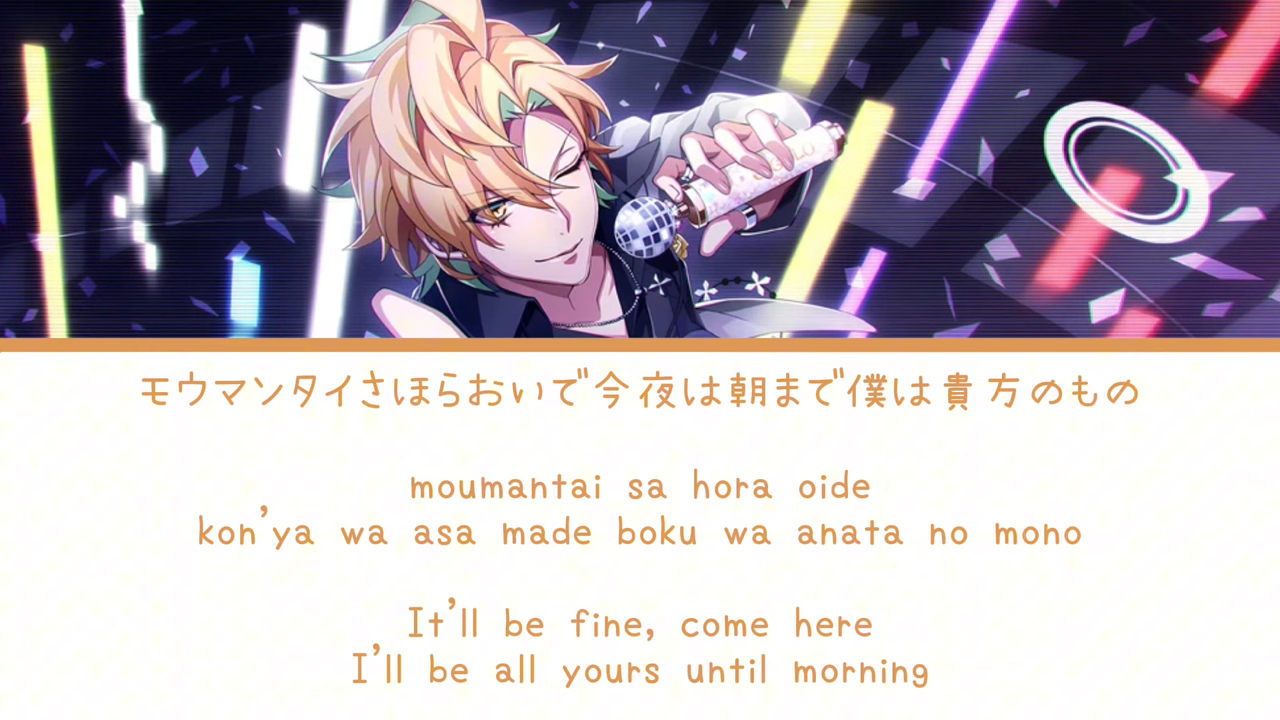 モウマンタイさほらおいで今夜は朝まで僕は貴方のもの
moumantai sa hora oide
kon'ya wa asa made boku wa anata no mono
It'll be fine, come here
I'll be all yours until morning